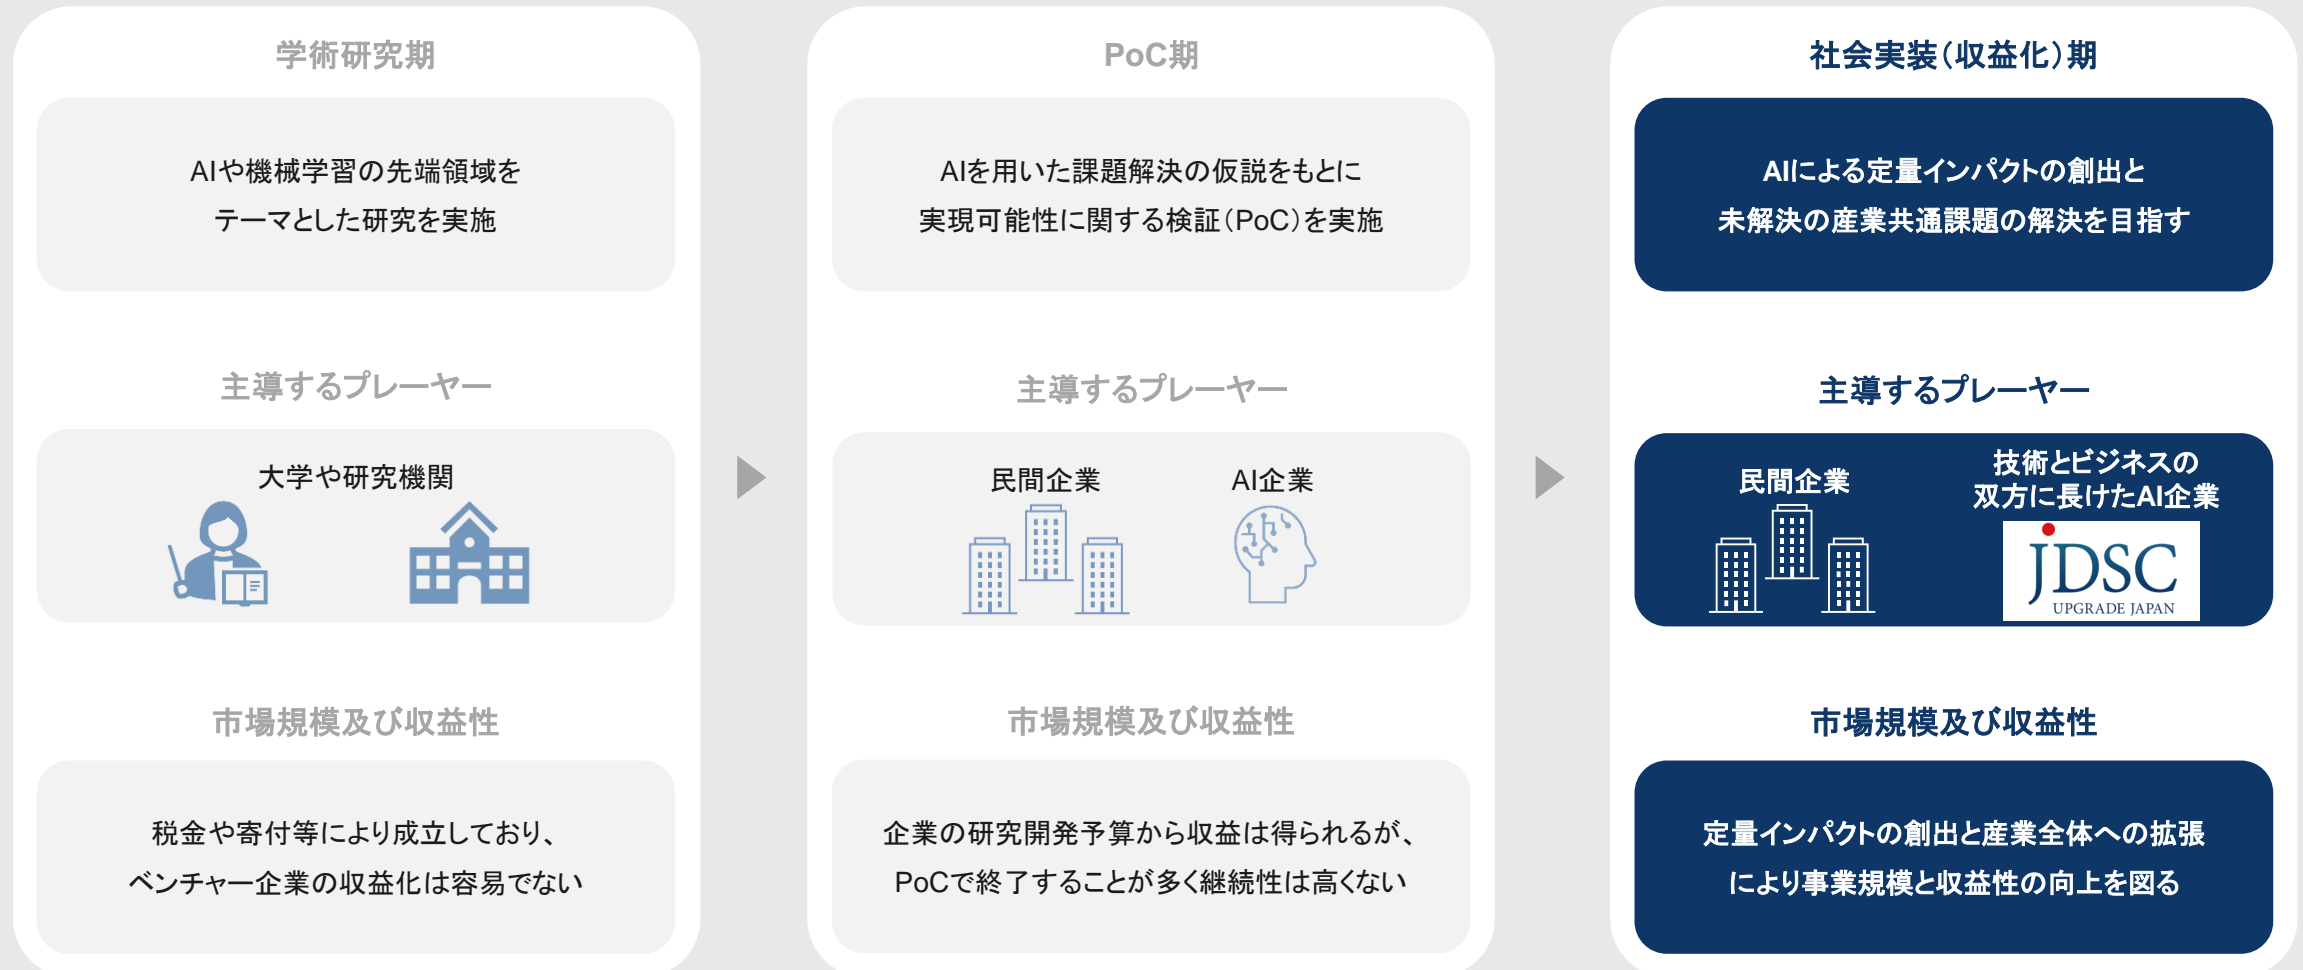 学術研究期
AIや機械学習の先端領域を
テーマとした研究を実施
主導するプレーヤー
大学や研究機関
市場規模及び収益性
税金や寄付等により成立しており、
ベンチャー企業の収益化は容易でない
PoC期
AIを用いた課題解決の仮説をもとに
実現可能性に関する検証（PoC）を実施
主導するプレーヤー
民間企業
AI企業
市場規模及び収益性
企業の研究開発予算から収益は得られるが、
PoCで終了することが多く継続性は高くない
社会実装（収益化）期
AIによる定量インパクトの創出と
未解決の産業共通課題の解決を目指す
主導するプレーヤー
民間企業
技術とビジネスの
双方に長けたAI企業
JDSC
UPGRADE JAPAN
市場規模及び収益性
定量インパクトの創出と産業全体への拡張
により事業規模と収益性の向上を図る